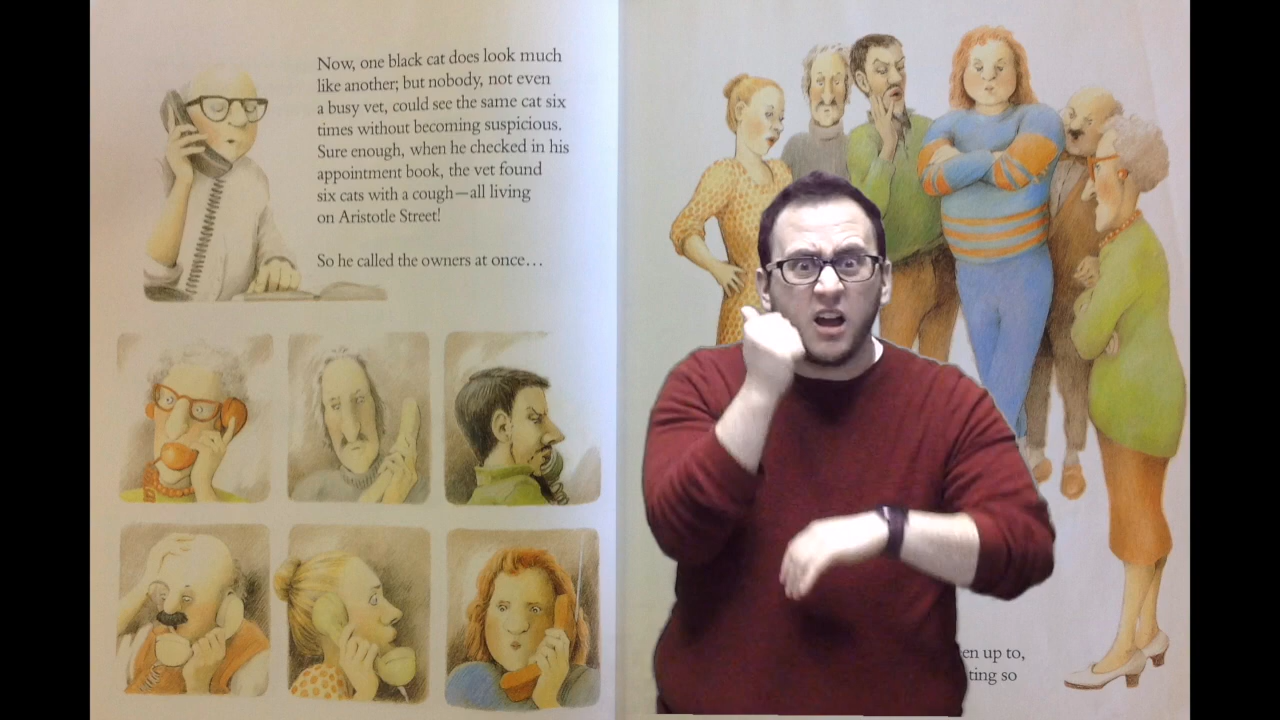 Now, one black cat does look much
like another; but nobody, not even
a busy vet, could see the same cat six
times without becoming suspicious.
Sure enough, when he checked in his
appointment book, the vet found
six cats with a cough—all living
on Aristotle Street!
So he called the owners at once…
up to,
so